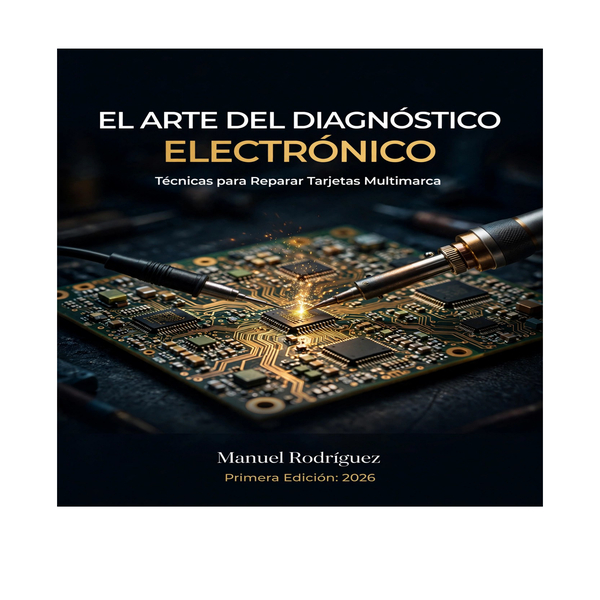 EL ARTE DEL DIAGNÓSTICO
ELECTRÓNICO
Técnicas para Reparar Tarjetas Multimarca
Manuel Rodríguez
Primera Edición: 2026